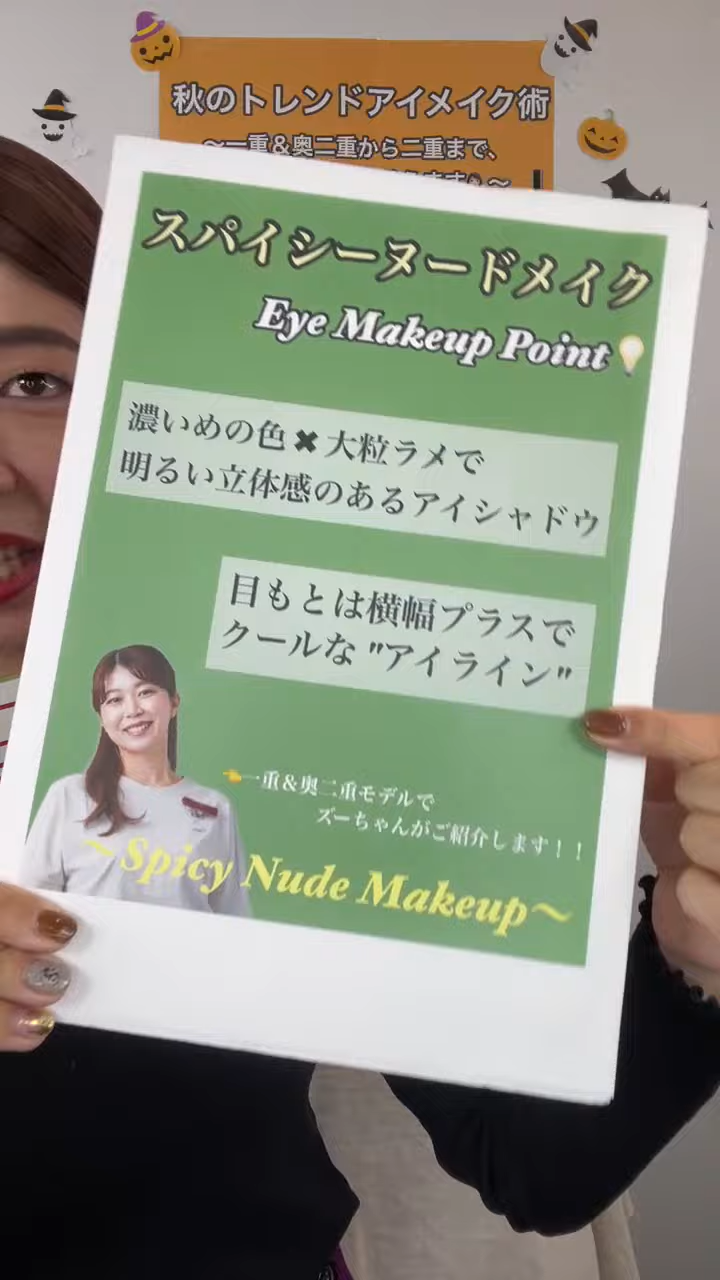 秋のトレンドアイメイク術
〜一重＆奥二重から二重まで、
スパイシーヌードメイク
Eye Makeup Point
濃いめの色✖大粒ラメで
明るい立体感のあるアイシャドウ
目もとは横幅プラスで
クールな "アイライン"
👈一重＆奥二重モデルで
ズーちゃんがご紹介します！！
〜Spicy Nude Makeup〜